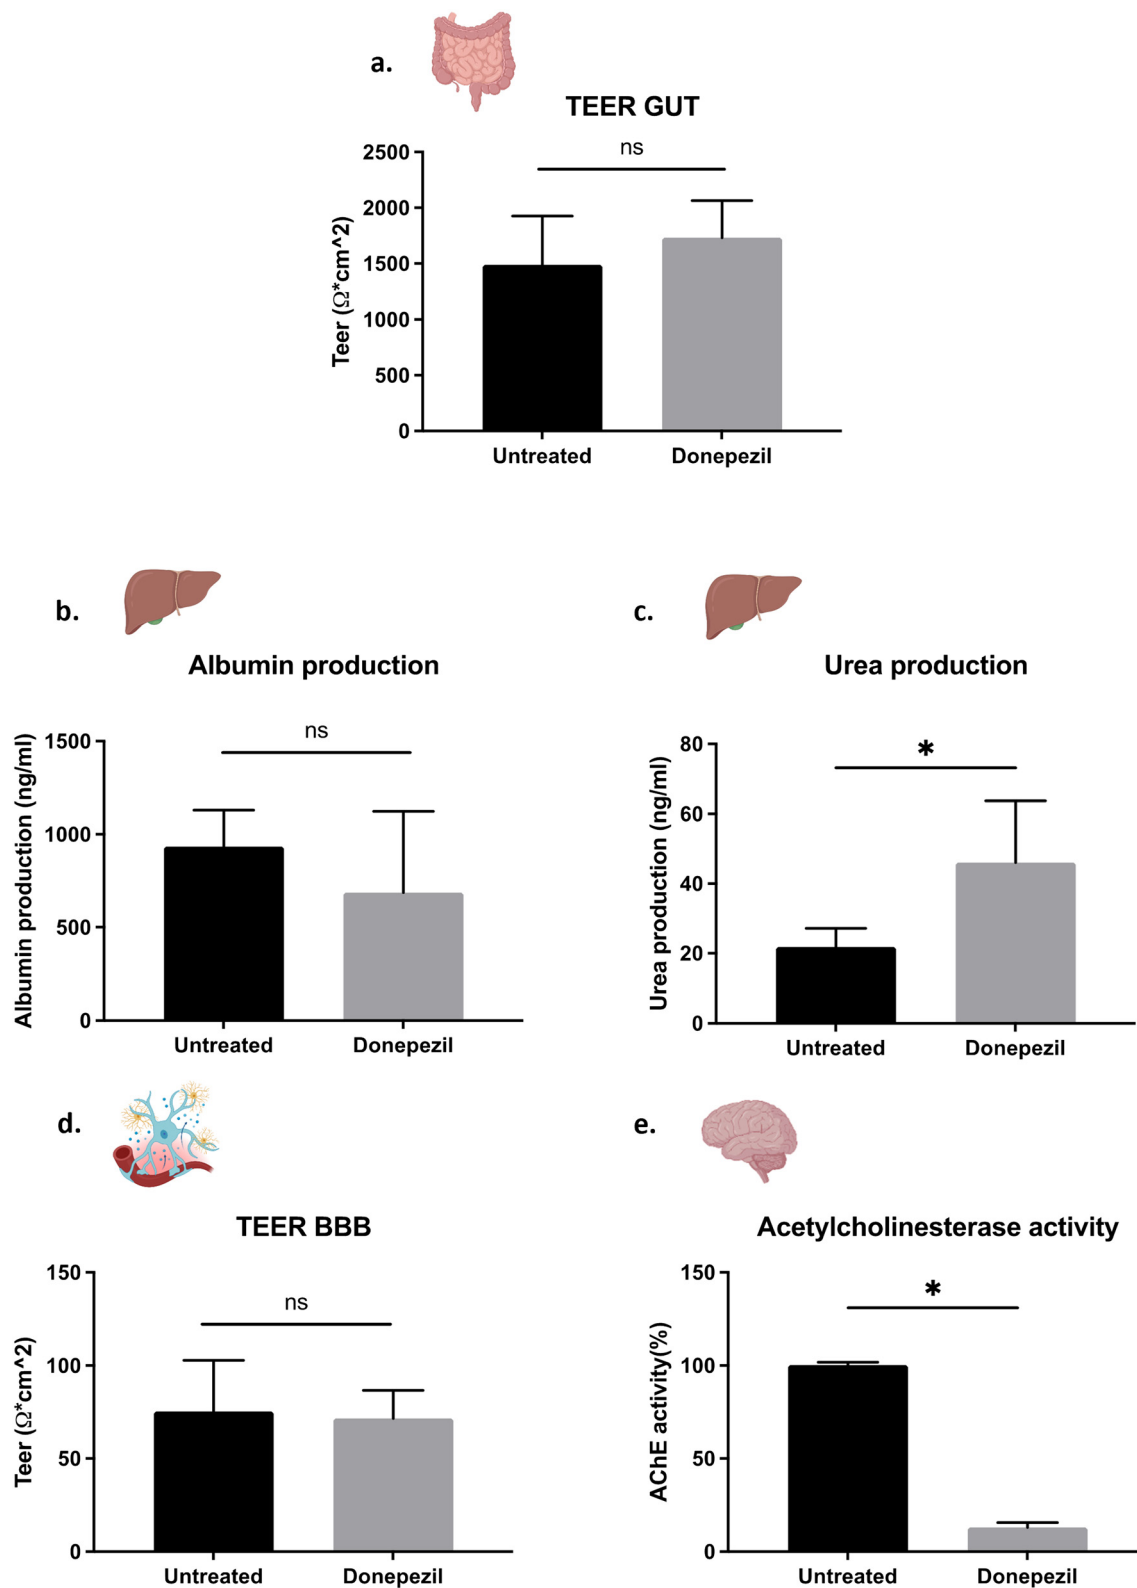 a.
TEER GUT
ns
2500
2000
1500
1000
500
0
Teer (Ω*cm^2)
Untreated Donepezil
b.
Albumin production
ns
1500
1000
500
0
Albumin production (ng/ml)
Untreated Donepezil
c.
Urea production
*
80
60
40
20
0
Urea production (ng/ml)
Untreated Donepezil
d.
TEER BBB
ns
150
100
50
0
Teer (Ω*cm^2)
Untreated Donepezil
e.
Acetylcholinesterase activity
*
150
100
50
0
AChE activity(%)
Untreated Donepezil